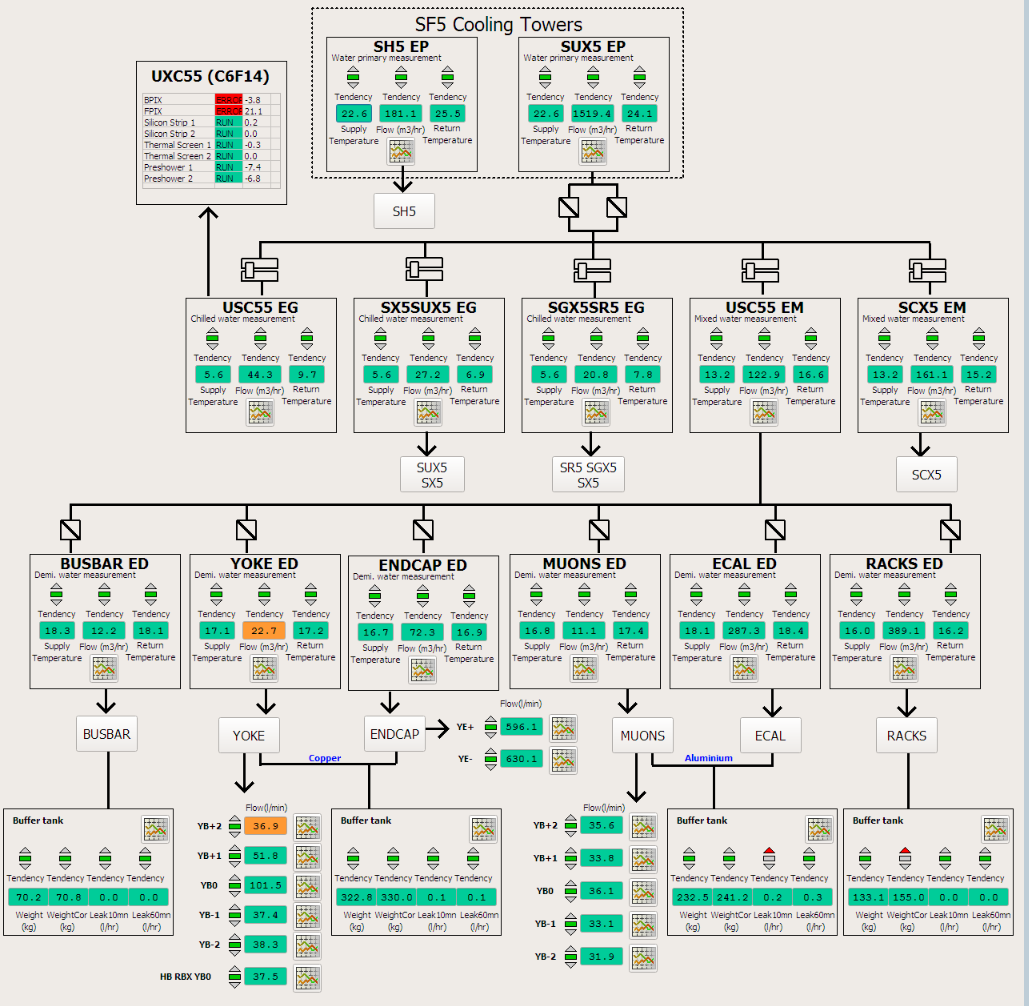 SF5 Cooling Towers
SH5 EP
Water primary measurement
Tendency Tendency Tendency
22.6 181.1 25.5
Supply Flow (m3/hr) Return
Temperature Temperature
SUX5 EP
Water primary measurement
Tendency Tendency Tendency
22.6 1519.4 24.1
Supply Flow (m3/hr) Return
Temperature Temperature
UXC55 (C6F14)
BPIX ERROR -3.8
FPIX ERROR 21.1
Silicon Strip 1 RUN 0.2
Silicon Strip 2 RUN 0.0
Thermal Screen 1 RUN -0.3
Thermal Screen 2 RUN 0.0
Preshower 1 RUN -7.4
Preshower 2 RUN -6.8
SH5
USC55 EG
Chilled water measurement
Tendency Tendency Tendency
5.6 44.3 9.7
Supply Flow (m3/hr) Return
Temperature Temperature
SX5SUX5 EG
Chilled water measurement
Tendency Tendency Tendency
5.6 27.2 6.9
Supply Flow (m3/hr) Return
Temperature Temperature
SGX5SR5 EG
Chilled water measurement
Tendency Tendency Tendency
5.6 20.8 7.8
Supply Flow (m3/hr) Return
Temperature Temperature
USC55 EM
Mixed water measurement
Tendency Tendency Tendency
13.2 122.9 16.6
Supply Flow (m3/hr) Return
Temperature Temperature
SCX5 EM
Mixed water measurement
Tendency Tendency Tendency
13.2 161.1 15.2
Supply Flow (m3/hr) Return
Temperature Temperature
SUX5
SX5
SR5 SGX5
SX5
SCX5
BUSBAR ED
Demi. water measurement
Tendency Tendency Tendency
18.3 12.2 18.1
Supply Flow (m3/hr) Return
Temperature Temperature
YOKE ED
Demi. water measurement
Tendency Tendency Tendency
17.1 22.7 17.2
Supply Flow (m3/hr) Return
Temperature Temperature
ENDCAP ED
Demi. water measurement
Tendency Tendency Tendency
16.7 72.3 16.9
Supply Flow (m3/hr) Return
Temperature Temperature
MUONS ED
Demi. water measurement
Tendency Tendency Tendency
16.8 11.1 17.4
Supply Flow (m3/hr) Return
Temperature Temperature
ECAL ED
Demi. water measurement
Tendency Tendency Tendency
18.1 287.3 18.4
Supply Flow (m3/hr) Return
Temperature Temperature
RACKS ED
Demi. water measurement
Tendency Tendency Tendency
16.0 389.1 16.2
Supply Flow (m3/hr) Return
Temperature Temperature
BUSBAR
YOKE
ENDCAP
Flow(l/min)
YE+ 596.1
YE- 630.1
MUONS
ECAL
RACKS
Copper
Aluminium
Buffer tank
Tendency Tendency Tendency Tendency
70.2 70.8 0.0 0.0
Weight WeightCor Leak10mn Leak60mn
(kg) (kg) (l/hr) (l/hr)
Flow(l/min)
YB+2 36.9
YB+1 51.8
YB0 101.5
YB-1 37.4
YB-2 38.3
HB RBX YB0 37.5
Buffer tank
Tendency Tendency Tendency Tendency
322.8 330.0 0.1 0.1
Weight WeightCor Leak10mn Leak60mn
(kg) (kg) (l/hr) (l/hr)
Flow(l/min)
YB+2 35.6
YB+1 33.8
YB0 36.1
YB-1 33.1
YB-2 31.9
Buffer tank
Tendency Tendency Tendency Tendency
232.5 241.2 0.2 0.3
Weight WeightCor Leak10mn Leak60mn
(kg) (kg) (l/hr) (l/hr)
Buffer tank
Tendency Tendency Tendency Tendency
133.1 155.0 0.0 0.0
Weight WeightCor Leak10mn Leak60mn
(kg) (kg) (l/hr) (l/hr)